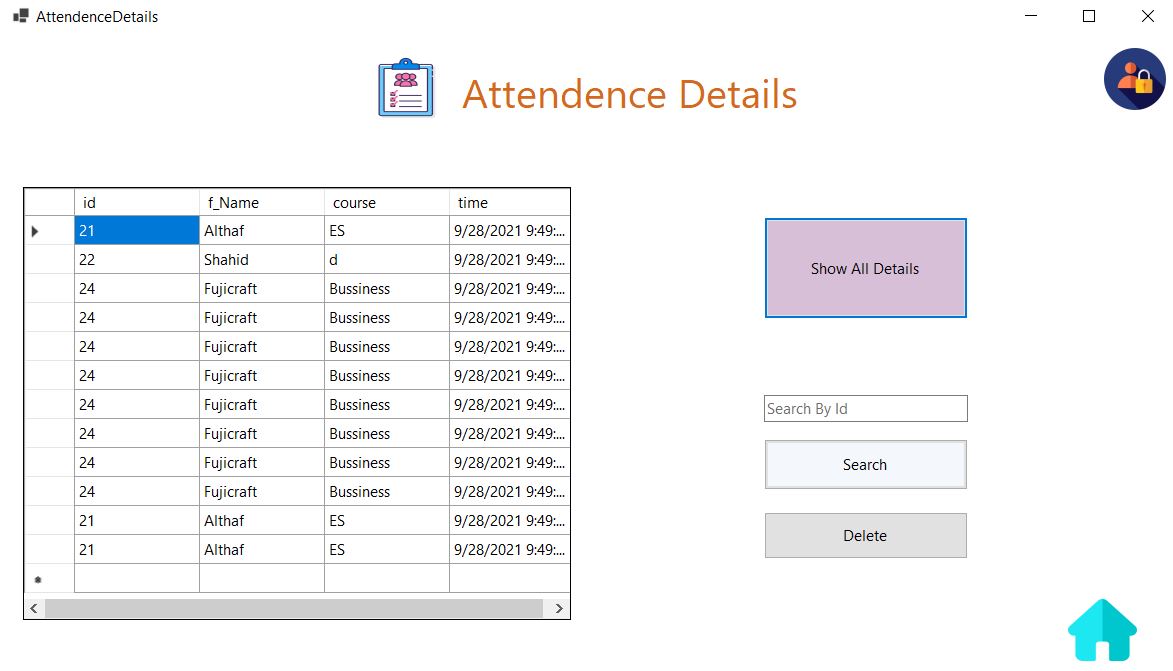 AttendenceDetails
Attendence Details
id f_Name course time
21 Althaf ES 9/28/2021 9:49:...
22 Shahid d 9/28/2021 9:49:...
24 Fujicraft Bussiness 9/28/2021 9:49:...
24 Fujicraft Bussiness 9/28/2021 9:49:...
24 Fujicraft Bussiness 9/28/2021 9:49:...
24 Fujicraft Bussiness 9/28/2021 9:49:...
24 Fujicraft Bussiness 9/28/2021 9:49:...
24 Fujicraft Bussiness 9/28/2021 9:49:...
24 Fujicraft Bussiness 9/28/2021 9:49:...
24 Fujicraft Bussiness 9/28/2021 9:49:...
21 Althaf ES 9/28/2021 9:49:...
21 Althaf ES 9/28/2021 9:49:...
Show All Details
Search By Id
Search
Delete